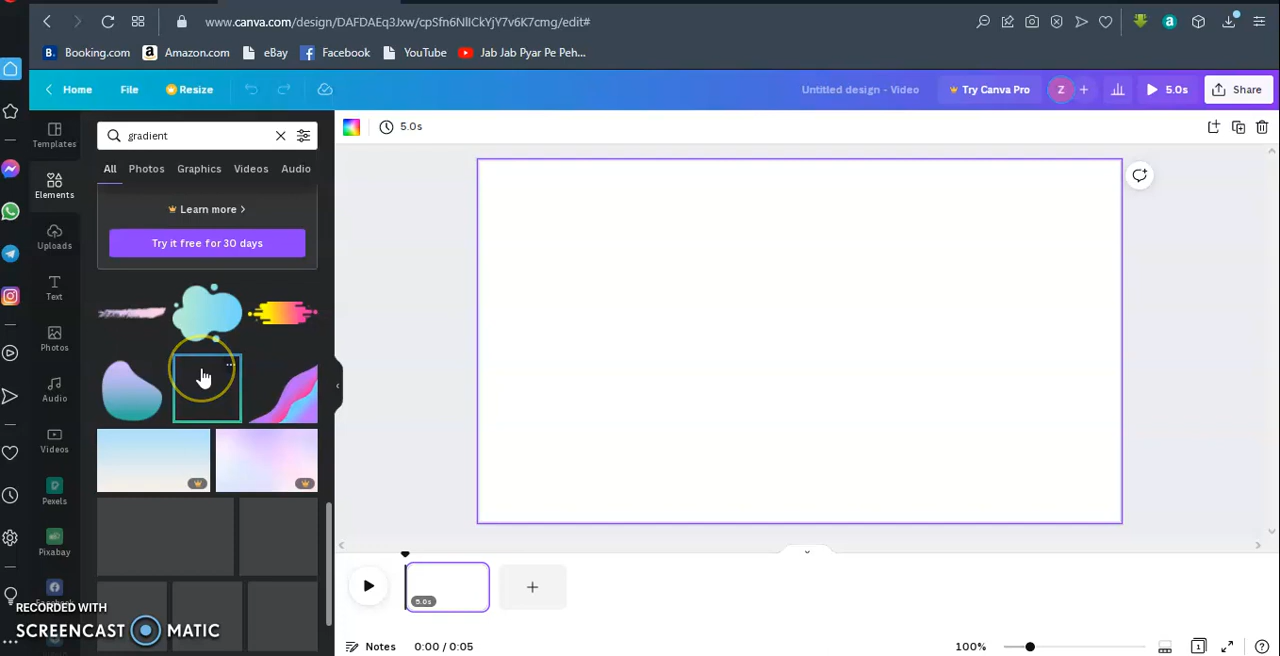 www.canva.com/design/DAFDAEq3Jxw/cpSfn6NlICkYjY7v6K7cmg/edit#
B. Booking.com a Amazon.com eBay Facebook YouTube Jab Jab Pyar Pe Peh...
Home File Resize Untitled design - Video Try Canva Pro Z + 5.0s Share
Templates
gradient
5.0s
All Photos Graphics Videos Audio
Elements
Learn more >
Uploads
Try it free for 30 days
Text
Photos
Audio
Videos
Pexels
Pixabay
5.0s
RECORDED WITH
SCREENCAST MATIC
Notes 0:00 / 0:05 100% 1